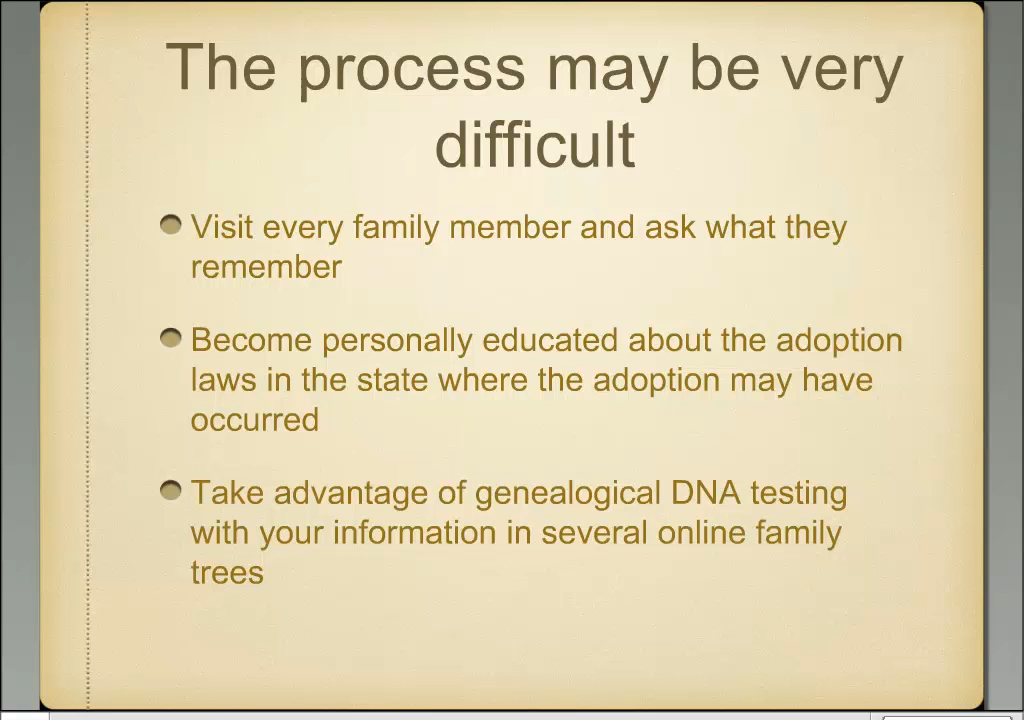 The process may be very
difficult
Visit every family member and ask what they
remember
Become personally educated about the adoption
laws in the state where the adoption may have
occurred
Take advantage of genealogical DNA testing
with your information in several online family
trees